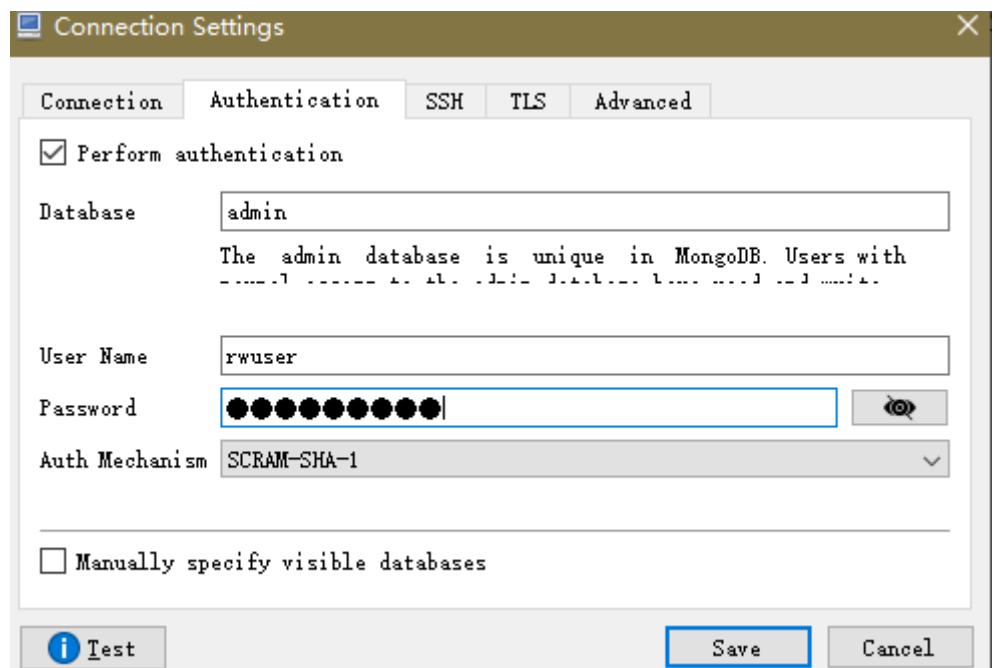 Connection Settings
Connection Authentication SSH TLS Advanced
Perform authentication
Database admin
The admin database is unique in MongoDB. Users with
User Name rwuser
Password
Auth Mechanism SCRAM-SHA-1
Manually specify visible databases
Test Save Cancel